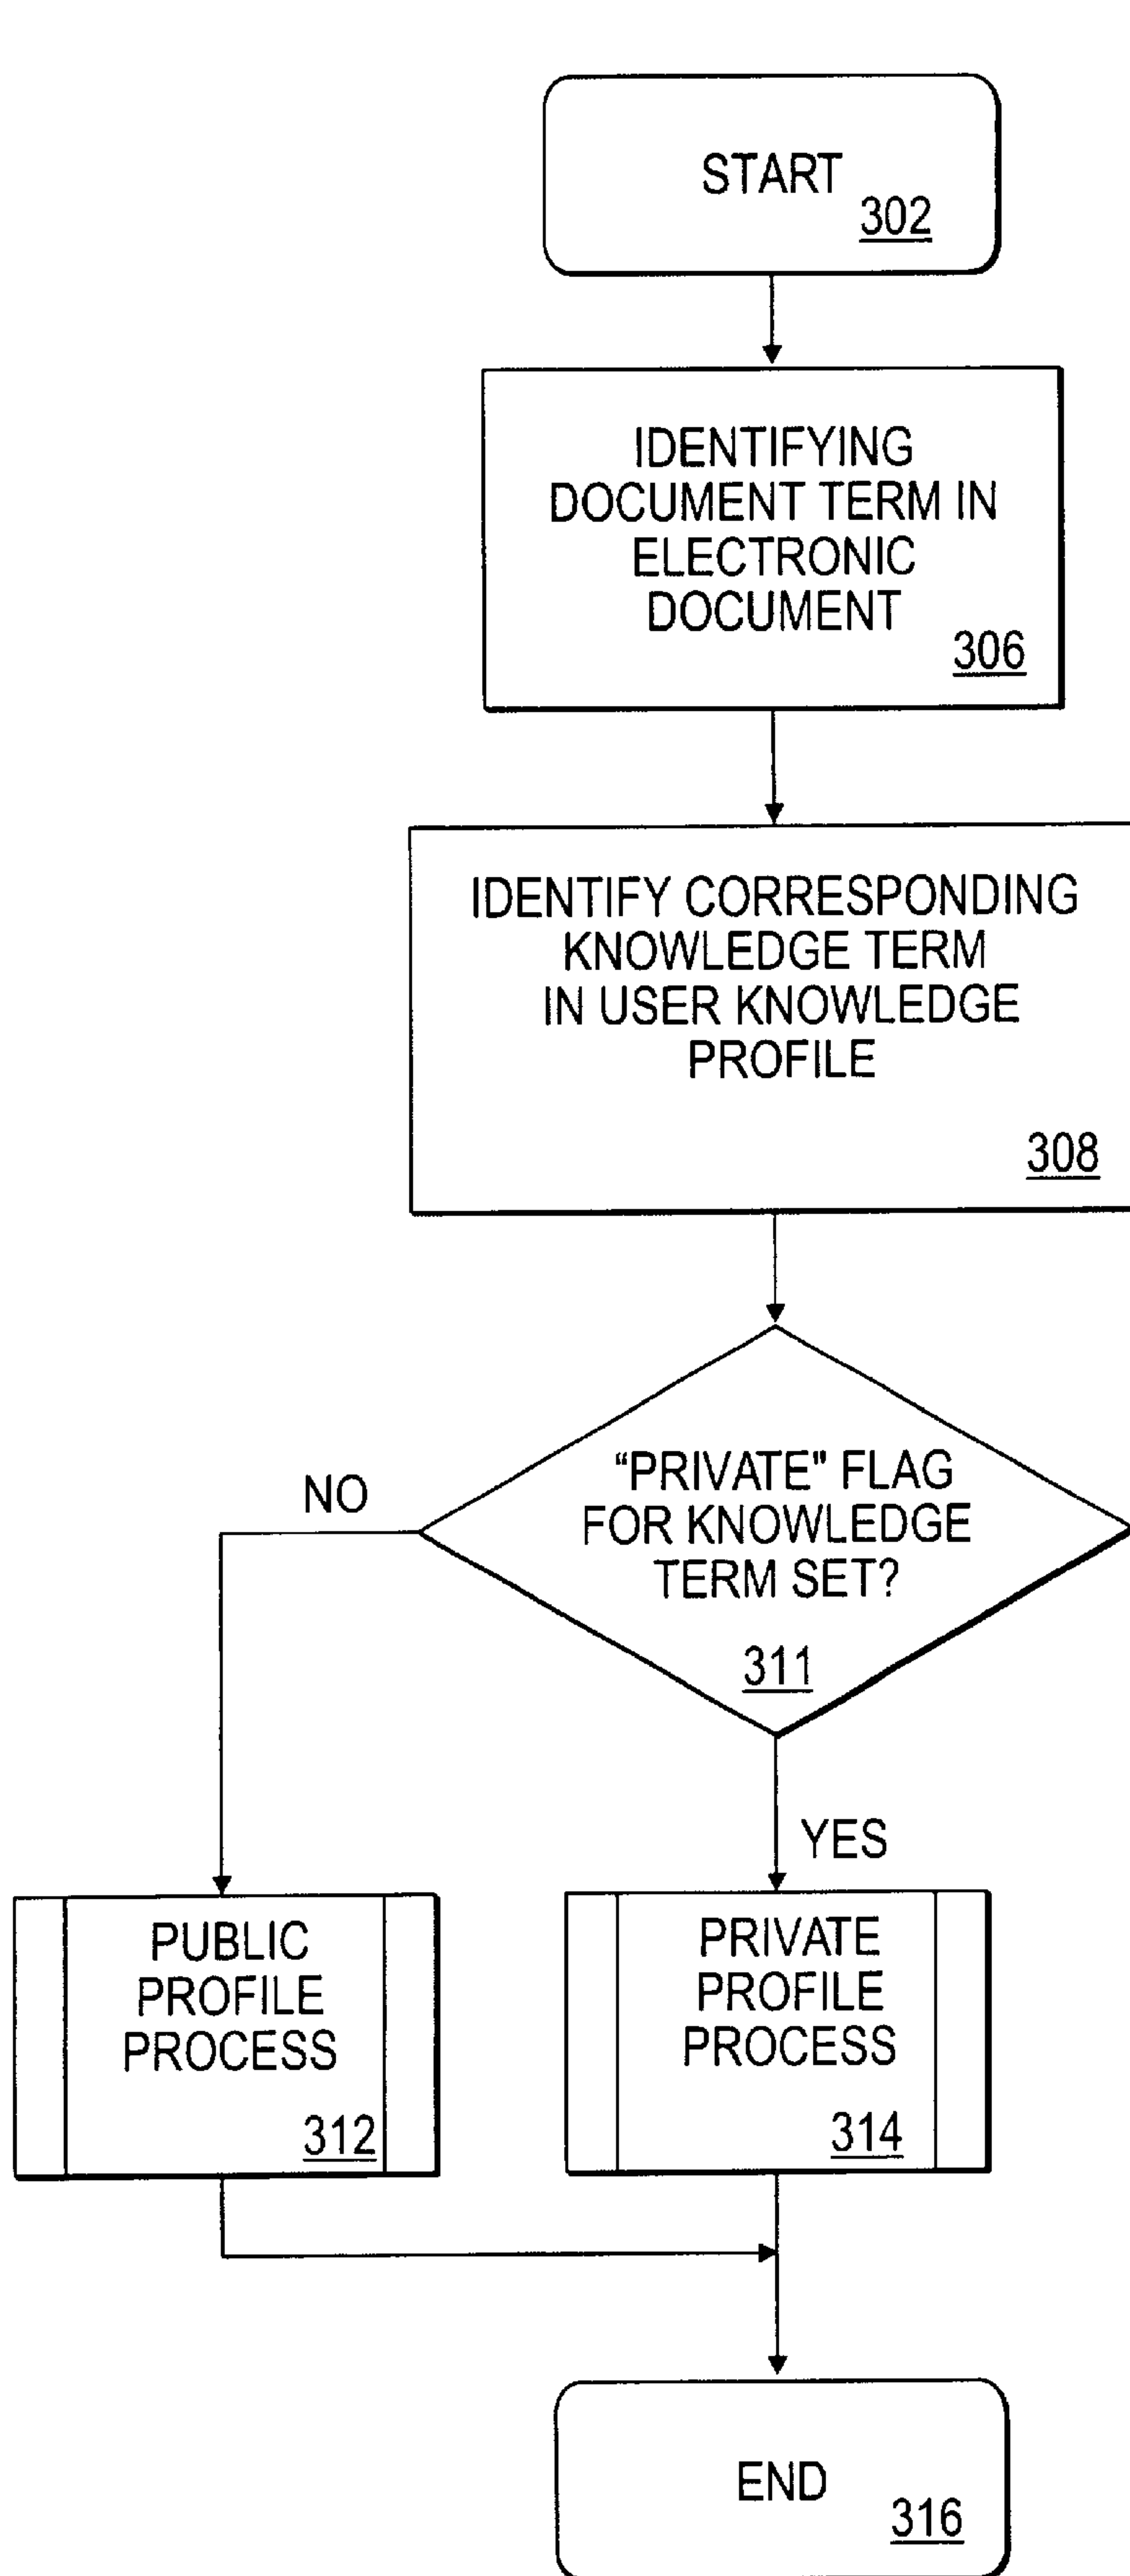 START
302
IDENTIFYING
DOCUMENT TERM IN
ELECTRONIC
DOCUMENT
306
IDENTIFY CORRESPONDING
KNOWLEDGE TERM
IN USER KNOWLEDGE
PROFILE
308
“PRIVATE” FLAG
FOR KNOWLEDGE
TERM SET?
311
NO
YES
PUBLIC
PROFILE
PROCESS
312
PRIVATE
PROFILE
PROCESS
314
END
316